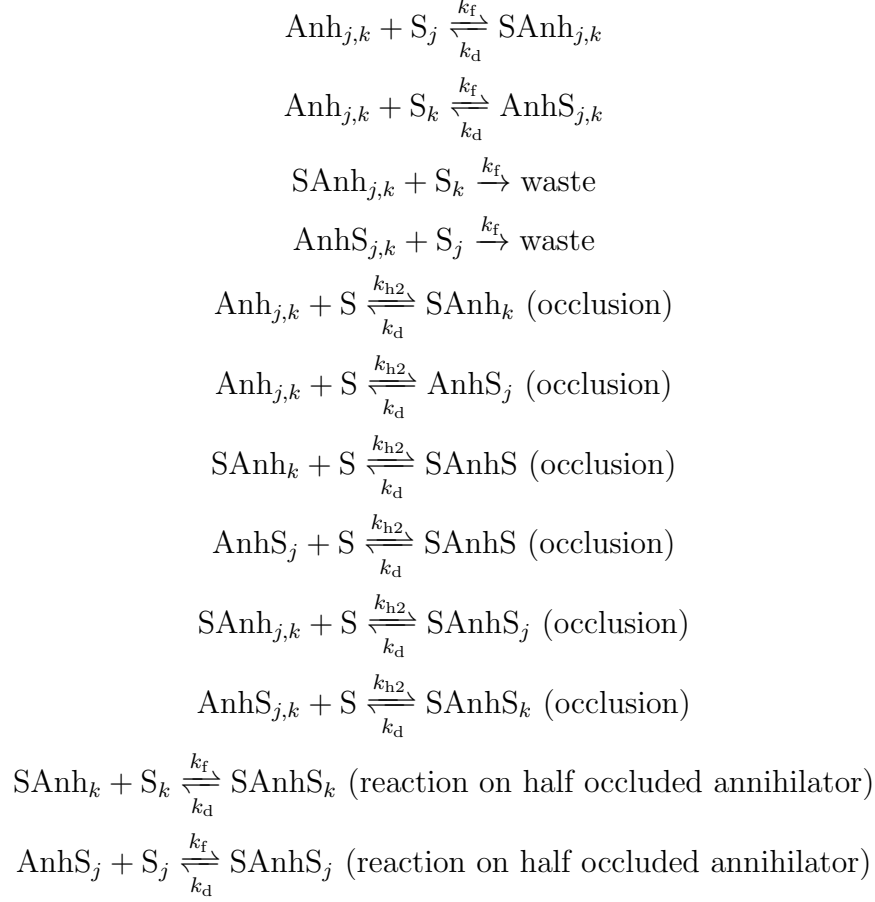 Anh_{j,k} + S_j ⇌^{k_f}_{k_d} SAnh_{j,k}
Anh_{j,k} + S_k ⇌^{k_f}_{k_d} AnhS_{j,k}
SAnh_{j,k} + S_k →^{k_f} waste
AnhS_{j,k} + S_j →^{k_f} waste
Anh_{j,k} + S ⇌^{k_{h2}}_{k_d} SAnh_k (occlusion)
Anh_{j,k} + S ⇌^{k_{h2}}_{k_d} AnhS_j (occlusion)
SAnh_k + S ⇌^{k_{h2}}_{k_d} SAnhS (occlusion)
AnhS_j + S ⇌^{k_{h2}}_{k_d} SAnhS (occlusion)
SAnh_{j,k} + S ⇌^{k_{h2}}_{k_d} SAnhS_j (occlusion)
AnhS_{j,k} + S ⇌^{k_{h2}}_{k_d} SAnhS_k (occlusion)
SAnh_k + S_k ⇌^{k_f}_{k_d} SAnhS_k (reaction on half occluded annihilator)
AnhS_j + S_j ⇌^{k_f}_{k_d} SAnhS_j (reaction on half occluded annihilator)